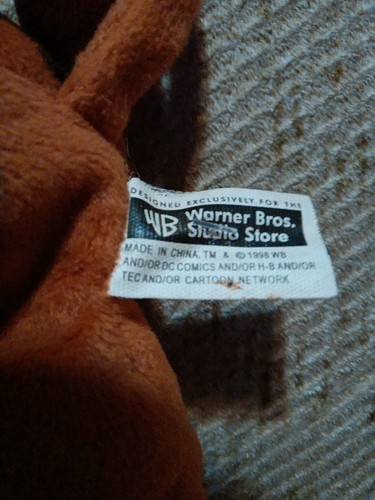 DESIGNED EXCLUSIVELY FOR THE
WB Warner Bros.
Studio Store
MADE IN CHINA, TM & © 1998 WB
AND/OR DC COMICS AND/OR H-B AND/OR
TEC AND/OR CARTOON NETWORK